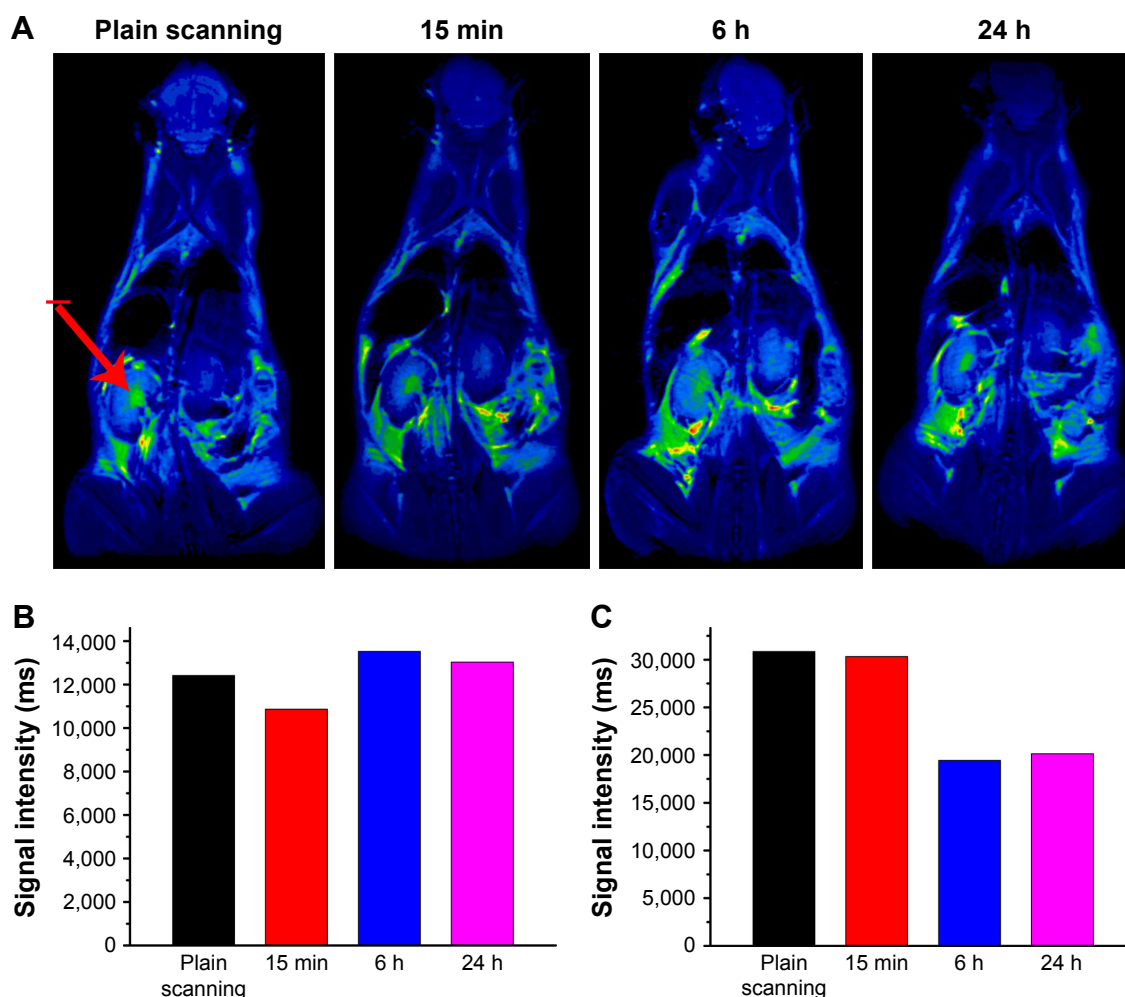 A
Plain scanning
15 min
6 h
24 h
B
Signal intensity (ms)
14,000
12,000
10,000
8,000
6,000
4,000
2,000
0
Plain
scanning
15 min
6 h
24 h
C
Signal intensity (ms)
30,000
25,000
20,000
15,000
10,000
5,000
0
Plain
scanning
15 min
6 h
24 h